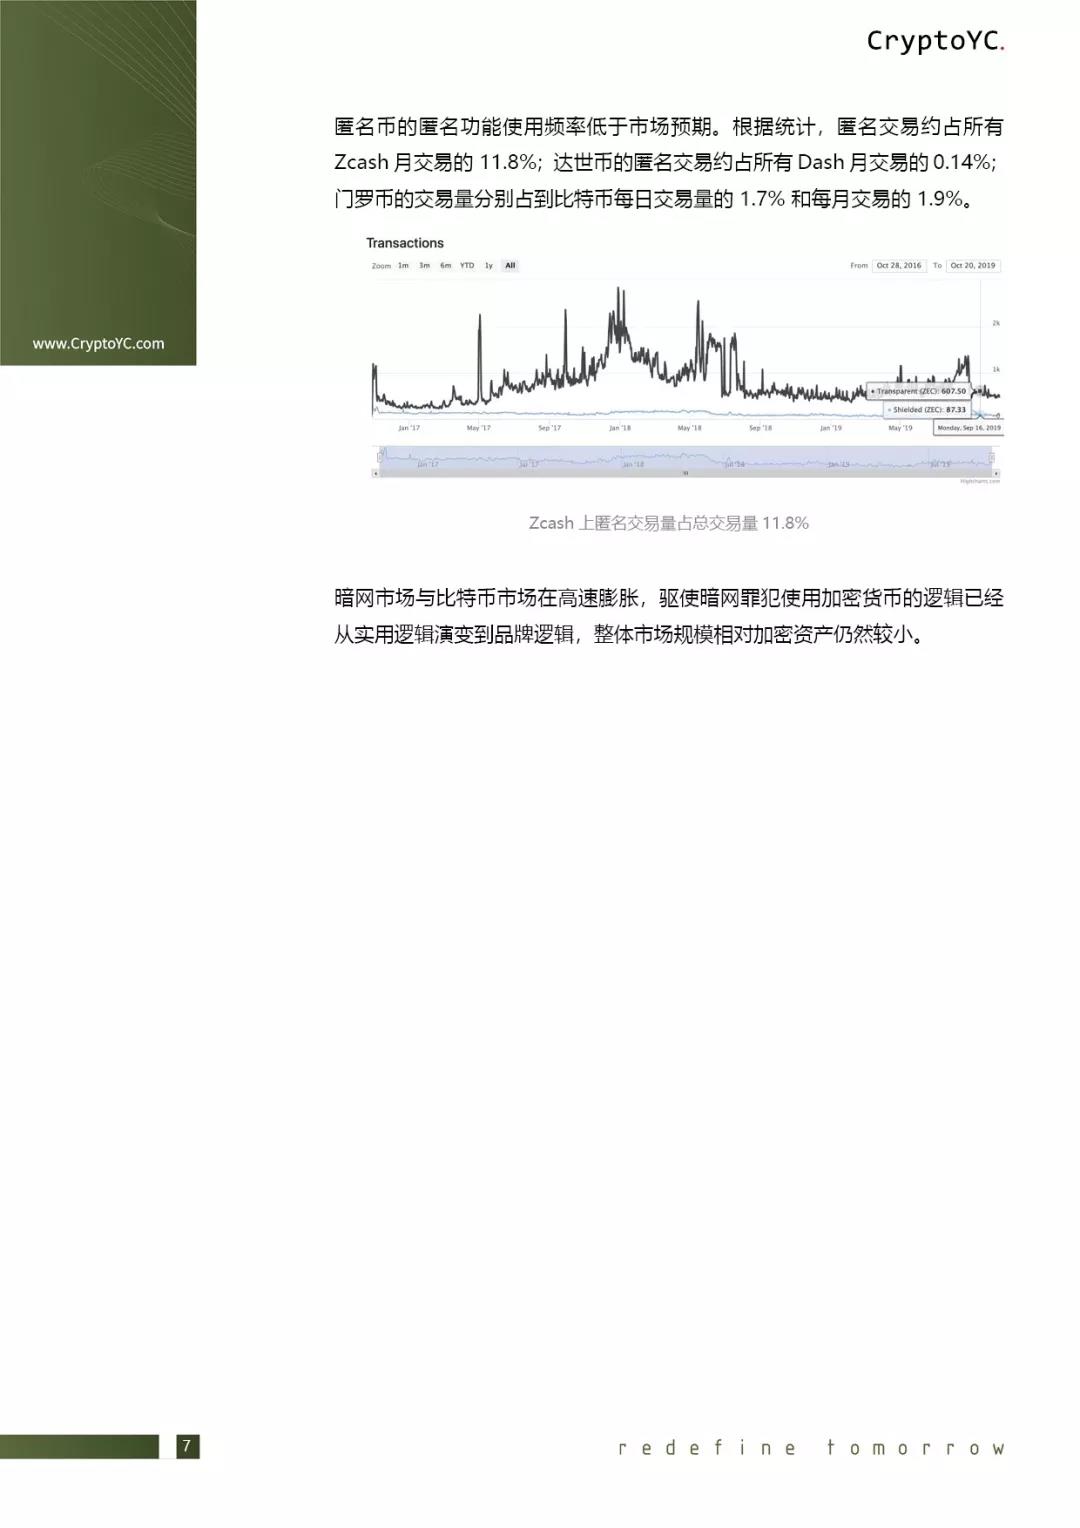 CryptoYC.
匿名币的匿名功能使用频率低于市场预期。根据统计，匿名交易约占所有
Zcash 月交易的 11.8%；达世币的匿名交易约占所有 Dash 月交易的 0.14%；
门罗币的交易量分别占到比特币每日交易量的 1.7% 和每月交易的 1.9%。
www.CryptoYC.com
Transactions
Zoom 1m 3m 6m YTD 1y All From Oct 28, 2016 To Oct 20, 2019
2k
1k
Transparent (ZEC): 607.50
Shielded (ZEC): 87.33
0
Jan '17 May '17 Sep '17 Jan '18 May '18 Sep '18 Jan '19 May '19 Monday, Sep 16, 2019
Jan '17 Jul '17 Jan '18 Jul '18 Jan '19 Jul '19
Highcharts.com
Zcash 上匿名交易量占总交易量 11.8%
暗网市场与比特币市场在高速膨胀，驱使暗网罪犯使用加密货币的逻辑已经
从实用逻辑演变到品牌逻辑，整体市场规模相对加密资产仍然较小。
7
redefine tomorrow